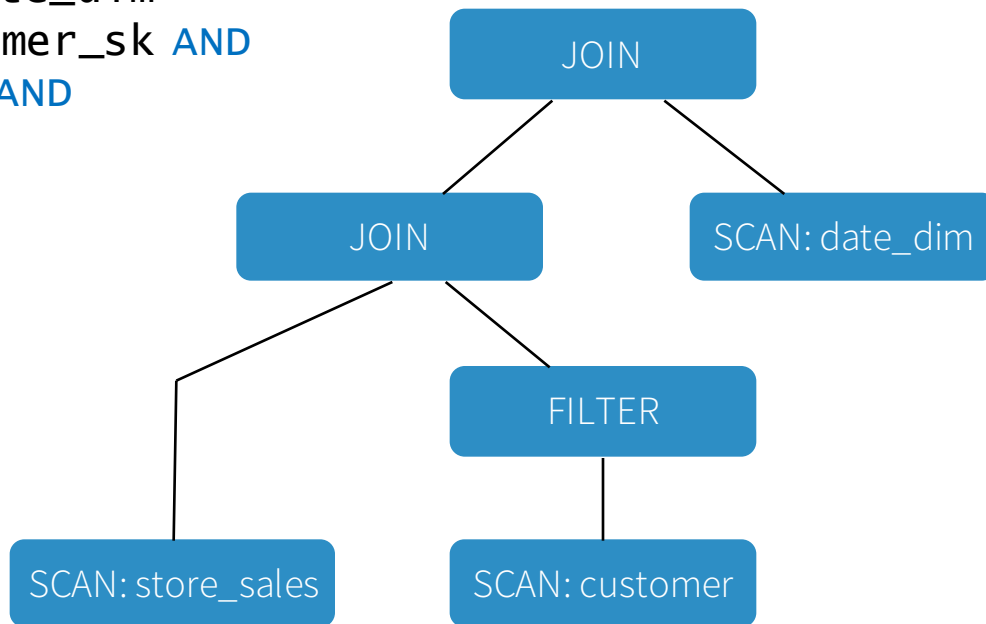 mer_sk AND
AND
JOIN
JOIN
SCAN: date_dim
FILTER
SCAN: store_sales
SCAN: customer